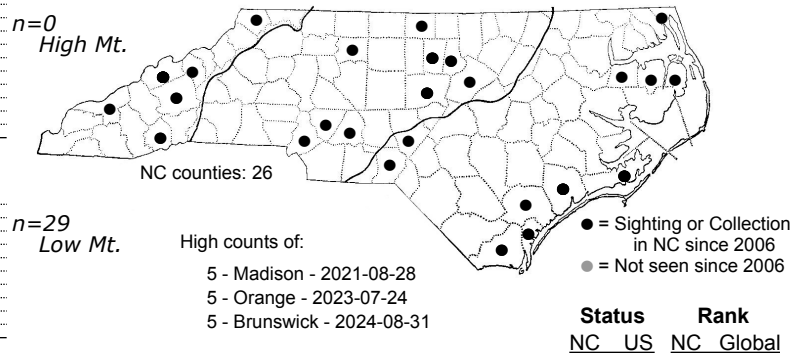 n=0
High Mt.
NC counties: 26
n=29
Low Mt.
High counts of:
5 - Madison - 2021-08-28
5 - Orange - 2023-07-24
5 - Brunswick - 2024-08-31
= Sighting or Collection
in NC since 2006
= Not seen since 2006
Status Rank
NC US NC Global